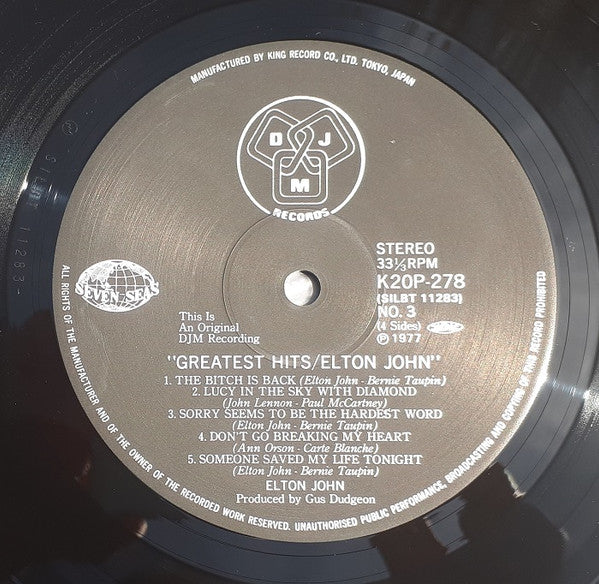 MANUFACTURED BY KING RECORD CO., LTD. TOKYO, JAPAN
D J
M
RECORDS
STEREO
33⅓RPM
K20P-278
(SILBT 11283)
NO. 3
(4 Sides)
Ⓟ 1977
SEVEN SEAS
This Is
An Original
DJM Recording
"GREATEST HITS/ELTON JOHN"
1. THE BITCH IS BACK (Elton John - Bernie Taupin)
2. LUCY IN THE SKY WITH DIAMOND
(John Lennon - Paul McCartney)
3. SORRY SEEMS TO BE THE HARDEST WORD
(Elton John - Bernie Taupin)
4. DON'T GO BREAKING MY HEART
(Ann Orson - Carte Blanche)
5. SOMEONE SAVED MY LIFE TONIGHT
(Elton John - Bernie Taupin)
ELTON JOHN
Produced by Gus Dudgeon
ALL RIGHTS OF THE MANUFACTURER AND OF THE OWNER OF THE RECORDED WORK RESERVED. UNAUTHORISED PUBLIC PERFORMANCE, BROADCASTING AND COPYING OF THIS RECORD PROHIBITED